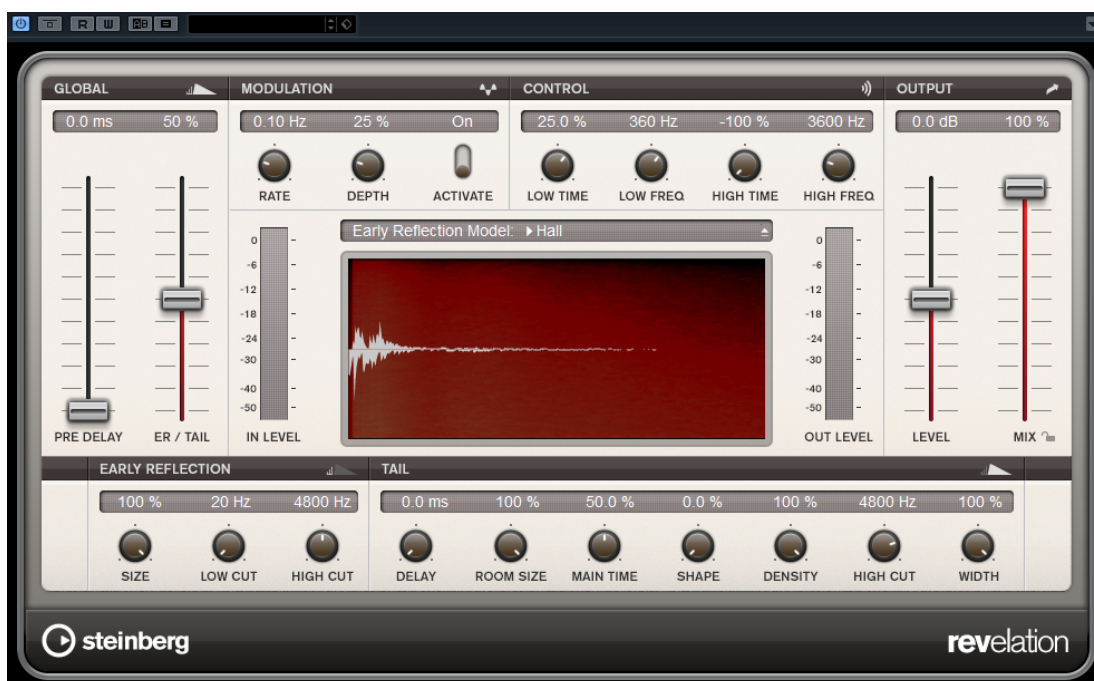 R W AB
GLOBAL MODULATION CONTROL OUTPUT
0.0 ms 50 % 0.10 Hz 25 % On 25.0 % 360 Hz -100 % 3600 Hz 0.0 dB 100 %
RATE DEPTH ACTIVATE LOW TIME LOW FREQ HIGH TIME HIGH FREQ
Early Reflection Model: Hall
0 0
-6 -6
-12 -12
-18 -18
-24 -24
-30 -30
-40 -40
-50 -50
PRE DELAY ER / TAIL IN LEVEL OUT LEVEL LEVEL MIX
EARLY REFLECTION TAIL
100 % 20 Hz 4800 Hz 0.0 ms 100 % 50.0 % 0.0 % 100 % 4800 Hz 100 %
SIZE LOW CUT HIGH CUT DELAY ROOM SIZE MAIN TIME SHAPE DENSITY HIGH CUT WIDTH
steinberg revelation